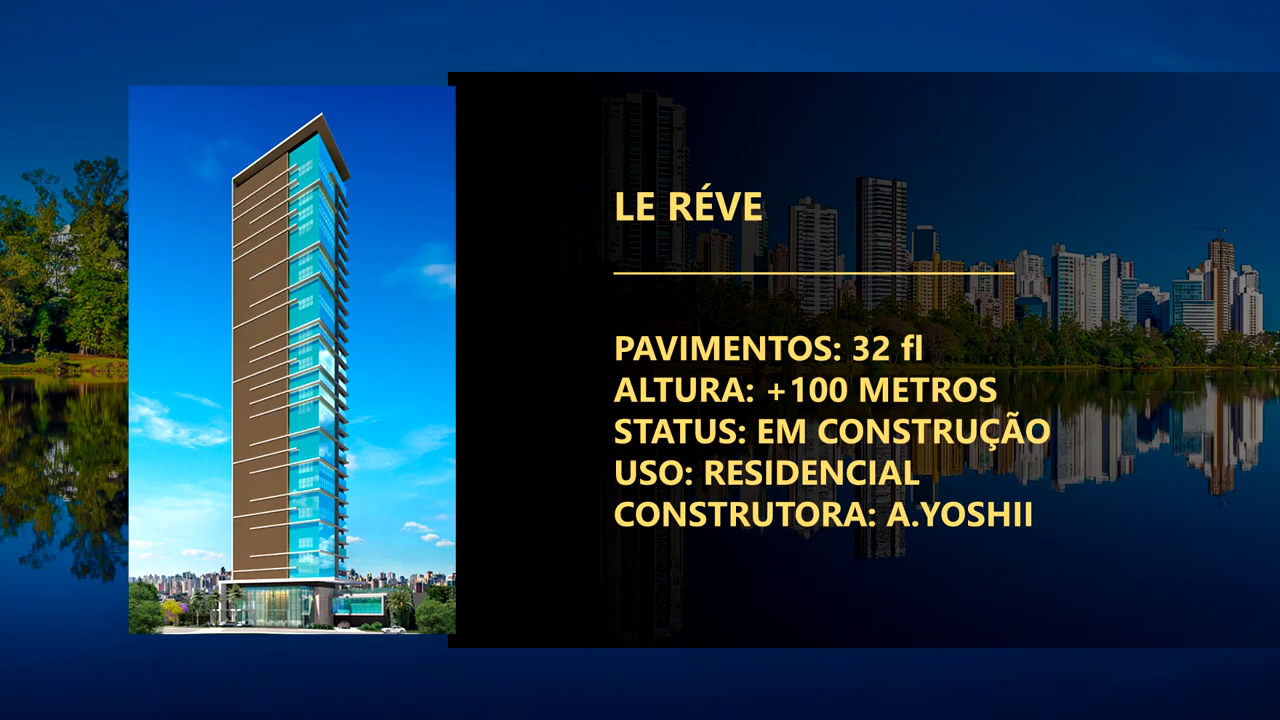 LE RÉVE
PAVIMENTOS: 32 fl
ALTURA: +100 METROS
STATUS: EM CONSTRUÇÃO
USO: RESIDENCIAL
CONSTRUTORA: A.YOSHII